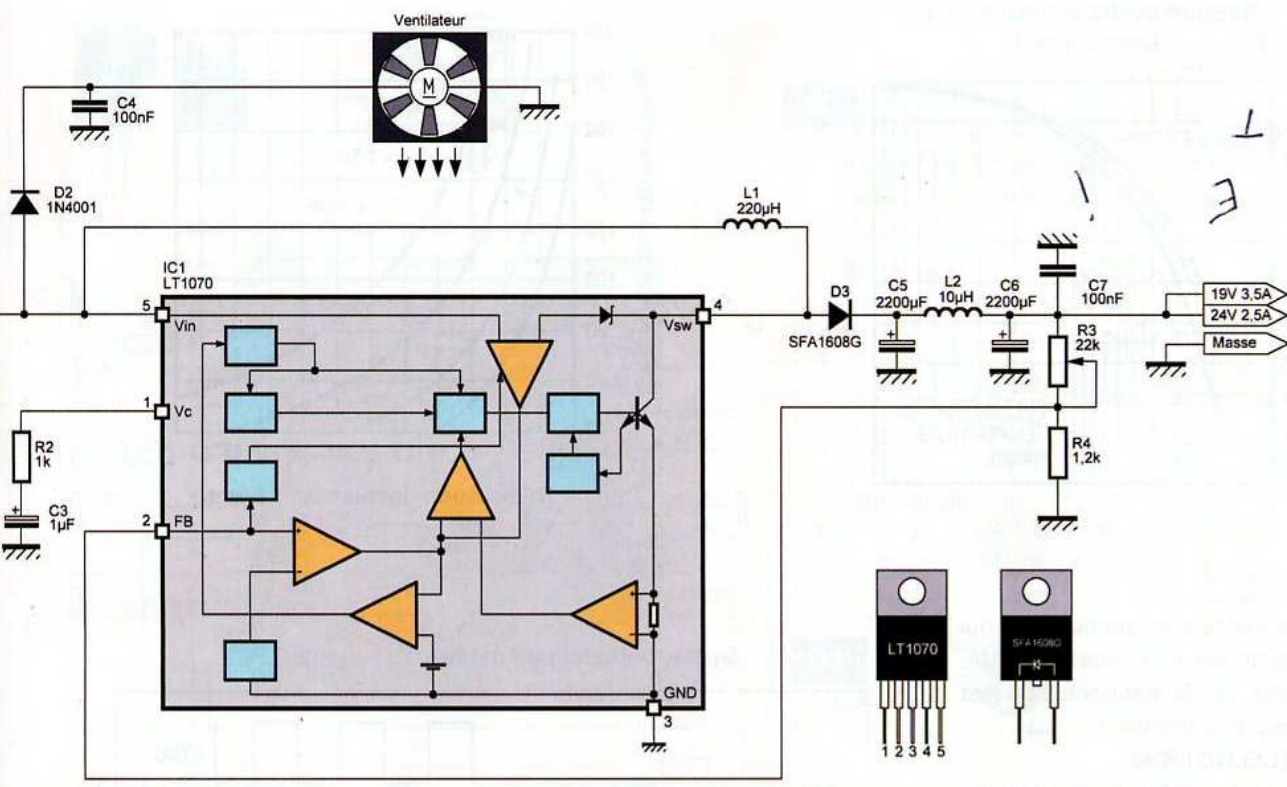 Ventilateur
C4
100nF
M
D2
1N4001
L1
220µH
IC1
LT1070
5
Vin
Vsw
4
D3
SFA1608G
C5
2200µF
L2
10µH
C6
2200µF
C7
100nF
19V 3,5A
24V 2,5A
Masse
R3
22k
1
Vc
R2
1k
R4
1,2k
+
C3
1µF
2
FB
+
-
+
-
GND
3
LT1070
SFA1608G
1 2 3 4 5
+
+